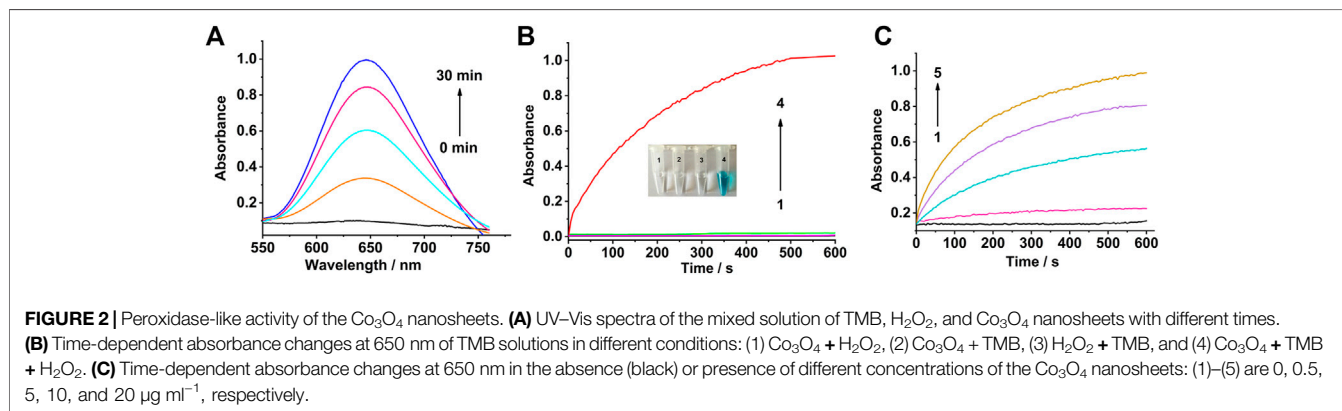 A
B
C
1.0
0.8
0.6
0.4
0.2
Absorbance
30 min
0 min
550 600 650 700 750
Wavelength / nm
1.0
0.8
0.6
0.4
0.2
0.0
Absorbance
1 2 3 4
4
1
0 100 200 300 400 500 600
Time / s
1.0
0.8
0.6
0.4
0.2
Absorbance
5
1
0 100 200 300 400 500 600
Time / s
FIGURE 2 | Peroxidase-like activity of the Co₃O₄ nanosheets. (A) UV–Vis spectra of the mixed solution of TMB, H₂O₂, and Co₃O₄ nanosheets with different times.
(B) Time-dependent absorbance changes at 650 nm of TMB solutions in different conditions: (1) Co₃O₄ + H₂O₂, (2) Co₃O₄ + TMB, (3) H₂O₂ + TMB, and (4) Co₃O₄ + TMB
+ H₂O₂. (C) Time-dependent absorbance changes at 650 nm in the absence (black) or presence of different concentrations of the Co₃O₄ nanosheets: (1)–(5) are 0, 0.5,
5, 10, and 20 μg ml⁻¹, respectively.